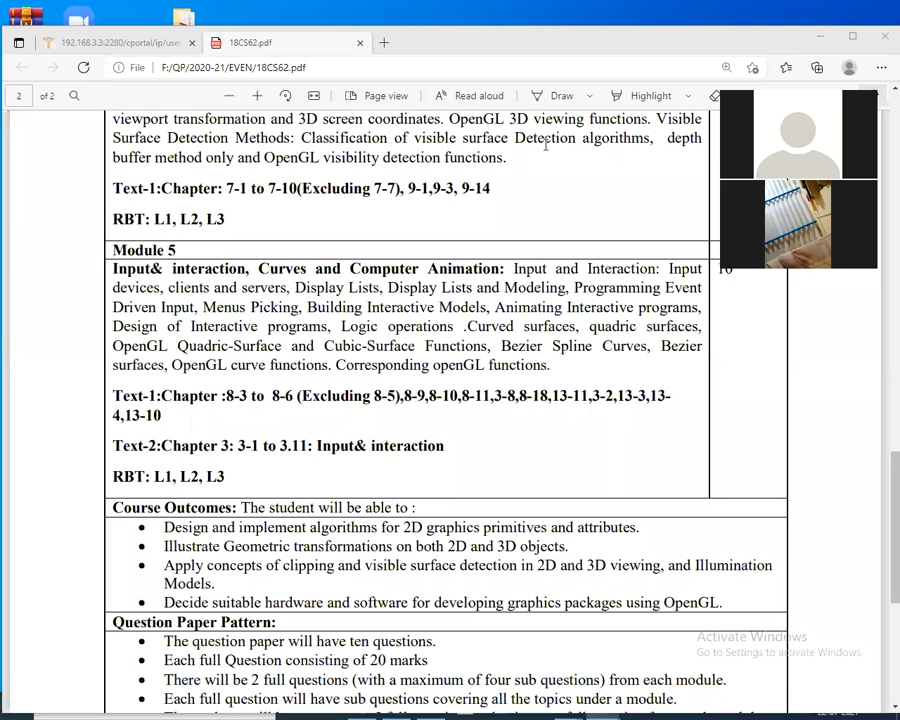 192.168.3.3:2280/cportal/ip/use
18CS62.pdf
File F:/QP/2020-21/EVEN/18CS62.pdf
2 of 2 Page view Read aloud Draw Highlight
viewport transformation and 3D screen coordinates. OpenGL 3D viewing functions. Visible
Surface Detection Methods: Classification of visible surface Detection algorithms, depth
buffer method only and OpenGL visibility detection functions.
Text-1:Chapter: 7-1 to 7-10(Excluding 7-7), 9-1,9-3, 9-14
RBT: L1, L2, L3
Module 5
Input& interaction, Curves and Computer Animation: Input and Interaction: Input 10
devices, clients and servers, Display Lists, Display Lists and Modeling, Programming Event
Driven Input, Menus Picking, Building Interactive Models, Animating Interactive programs,
Design of Interactive programs, Logic operations .Curved surfaces, quadric surfaces,
OpenGL Quadric-Surface and Cubic-Surface Functions, Bezier Spline Curves, Bezier
surfaces, OpenGL curve functions. Corresponding openGL functions.
Text-1:Chapter :8-3 to 8-6 (Excluding 8-5),8-9,8-10,8-11,3-8,8-18,13-11,3-2,13-3,13-
4,13-10
Text-2:Chapter 3: 3-1 to 3.11: Input& interaction
RBT: L1, L2, L3
Course Outcomes: The student will be able to :
• Design and implement algorithms for 2D graphics primitives and attributes.
• Illustrate Geometric transformations on both 2D and 3D objects.
• Apply concepts of clipping and visible surface detection in 2D and 3D viewing, and Illumination
Models.
• Decide suitable hardware and software for developing graphics packages using OpenGL.
Question Paper Pattern:
• The question paper will have ten questions.
• Each full Question consisting of 20 marks
• There will be 2 full questions (with a maximum of four sub questions) from each module.
• Each full question will have sub questions covering all the topics under a module.
Activate Windows
Go to Settings to activate Windows.